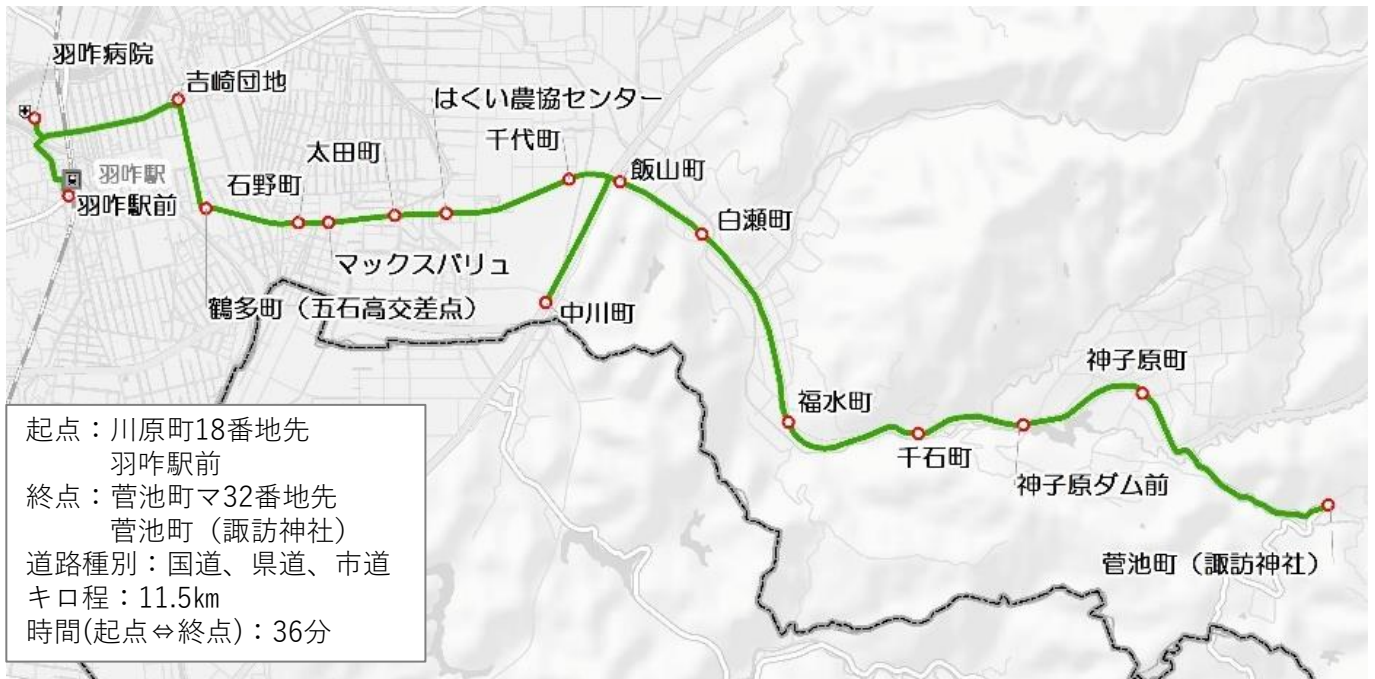 羽咋病院
吉崎団地
はくい農協センター
千代町
太田町
飯山町
羽咋駅
石野町
羽咋駅前
白瀬町
マックスバリュ
鶴多町（五石高交差点）
中川町
神子原町
福水町
千石町
神子原ダム前
菅池町（諏訪神社）
起点：川原町18番地先
羽咋駅前
終点：菅池町マ32番地先
菅池町（諏訪神社）
道路種別：国道、県道、市道
キロ程：11.5㎞
時間(起点⇔終点)：36分